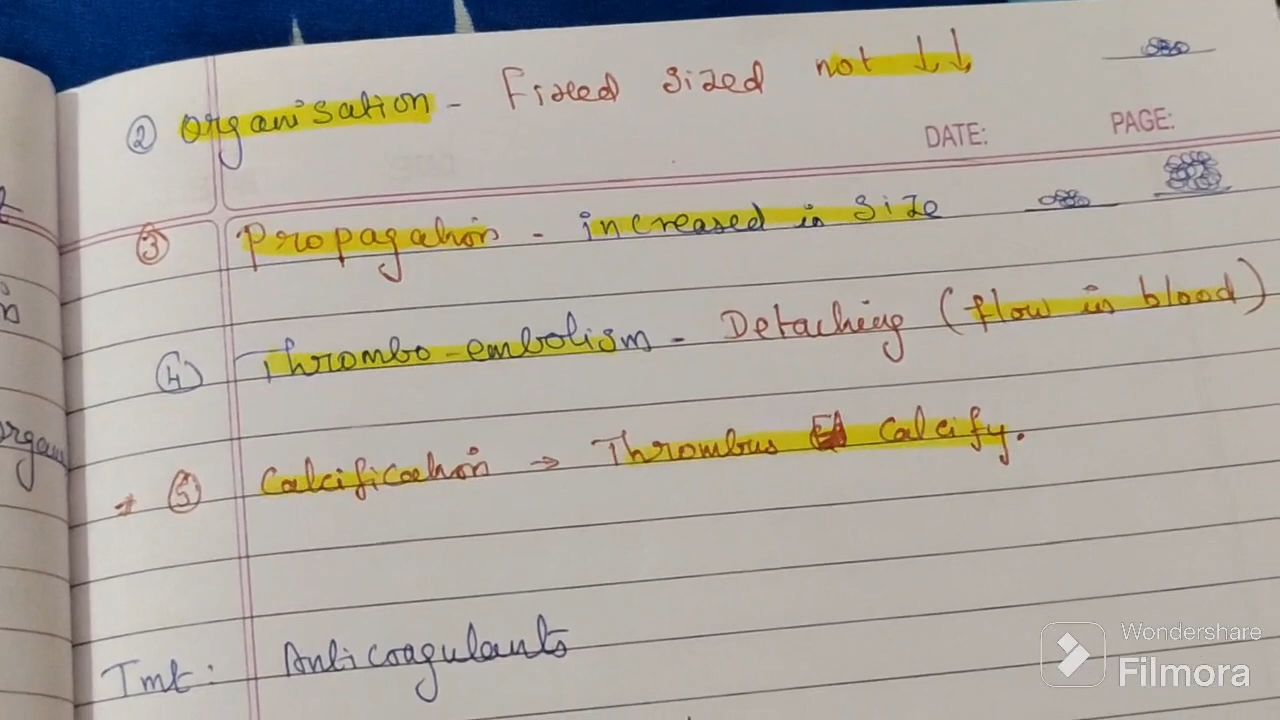 ② Organisation - Fixed sized not ↓↓
DATE: PAGE:
③ Propagation - increased in size
④ Thrombo-embolism - Detaching (flow in blood)
⑤ Calcification → Thrombus calcify.
Tmt: Anticoagulants
organ
Wondershare
Filmora